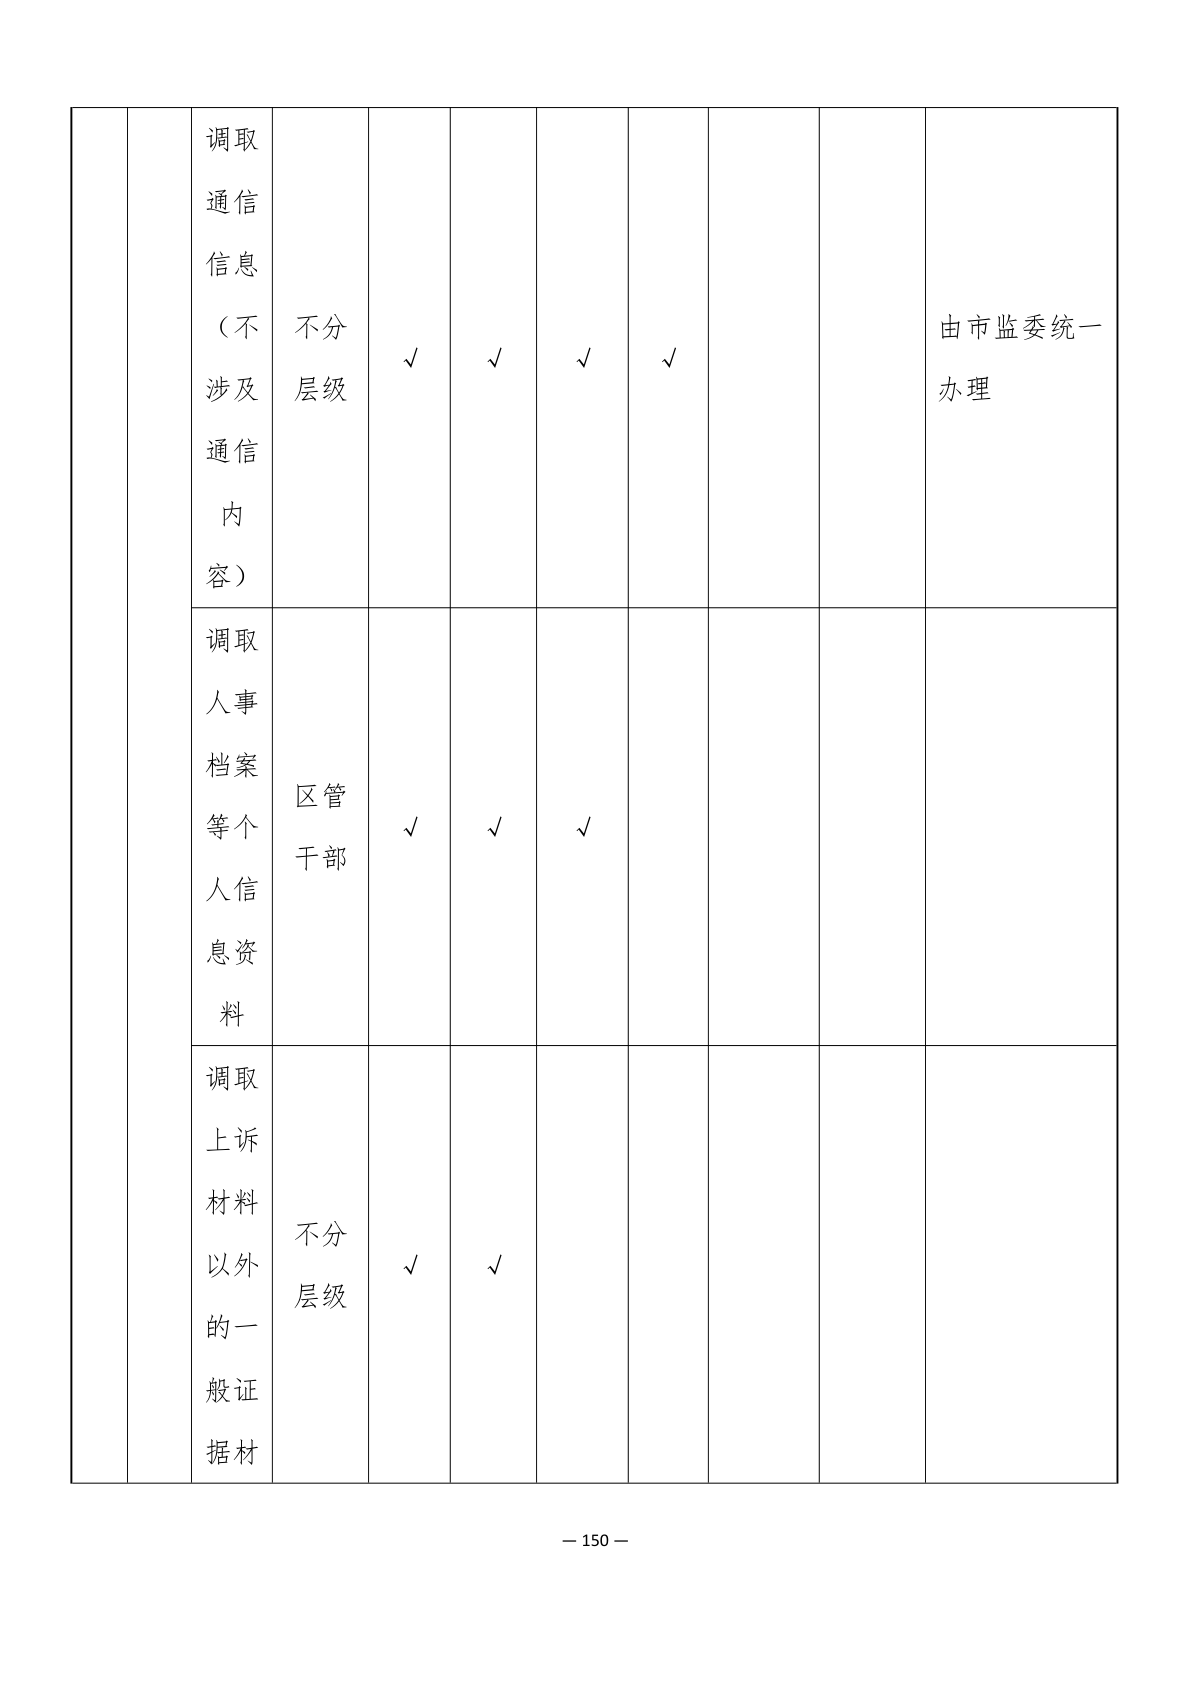 调取
通信
信息
（不
涉及
通信
内
容）
不分
层级
√
√
√
√
由市监委统一
办理
调取
人事
档案
等个
人信
息资
料
区管
干部
√
√
√
调取
上诉
材料
以外
的一
般证
据材
不分
层级
√
√
— 150 —